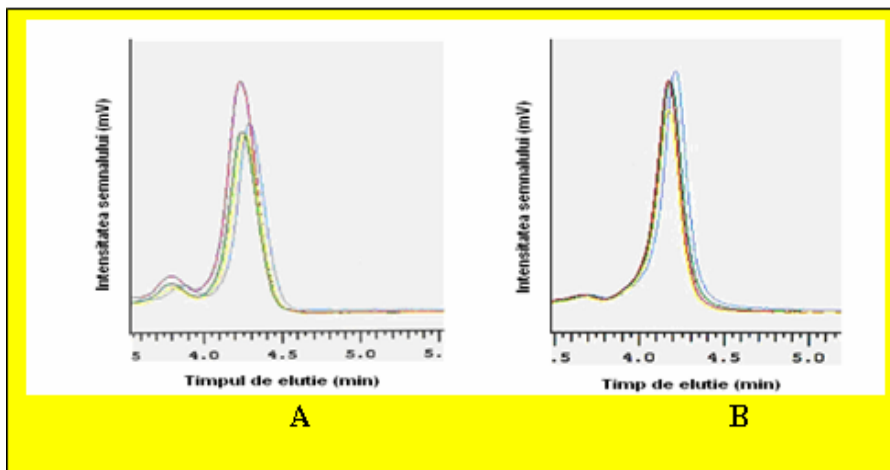 Intensitatea semnalului (mV)
5 4.0 4.5 5.0 5.
Timpul de elutie (min)
A
Intensitatea semnalului (mV)
.5 4.0 4.5 5.0
Timp de elutie (min)
B